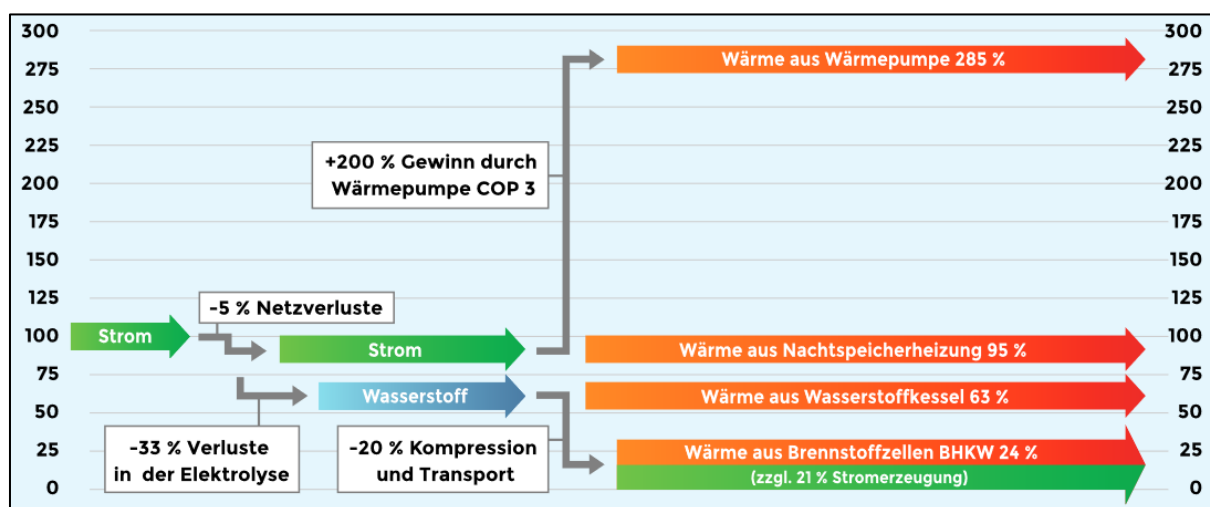 300
275
250
225
200
175
150
125
100
75
50
25
0
Strom
-5 % Netzverluste
Strom
-33 % Verluste
in der Elektrolyse
Wasserstoff
-20 % Kompression
und Transport
+200 % Gewinn durch
Wärmepumpe COP 3
Wärme aus Wärmepumpe 285 %
Wärme aus Nachtspeicherheizung 95 %
Wärme aus Wasserstoffkessel 63 %
Wärme aus Brennstoffzellen BHKW 24 %
(zzgl. 21 % Stromerzeugung)
300
275
250
225
200
175
150
125
100
75
50
25
0